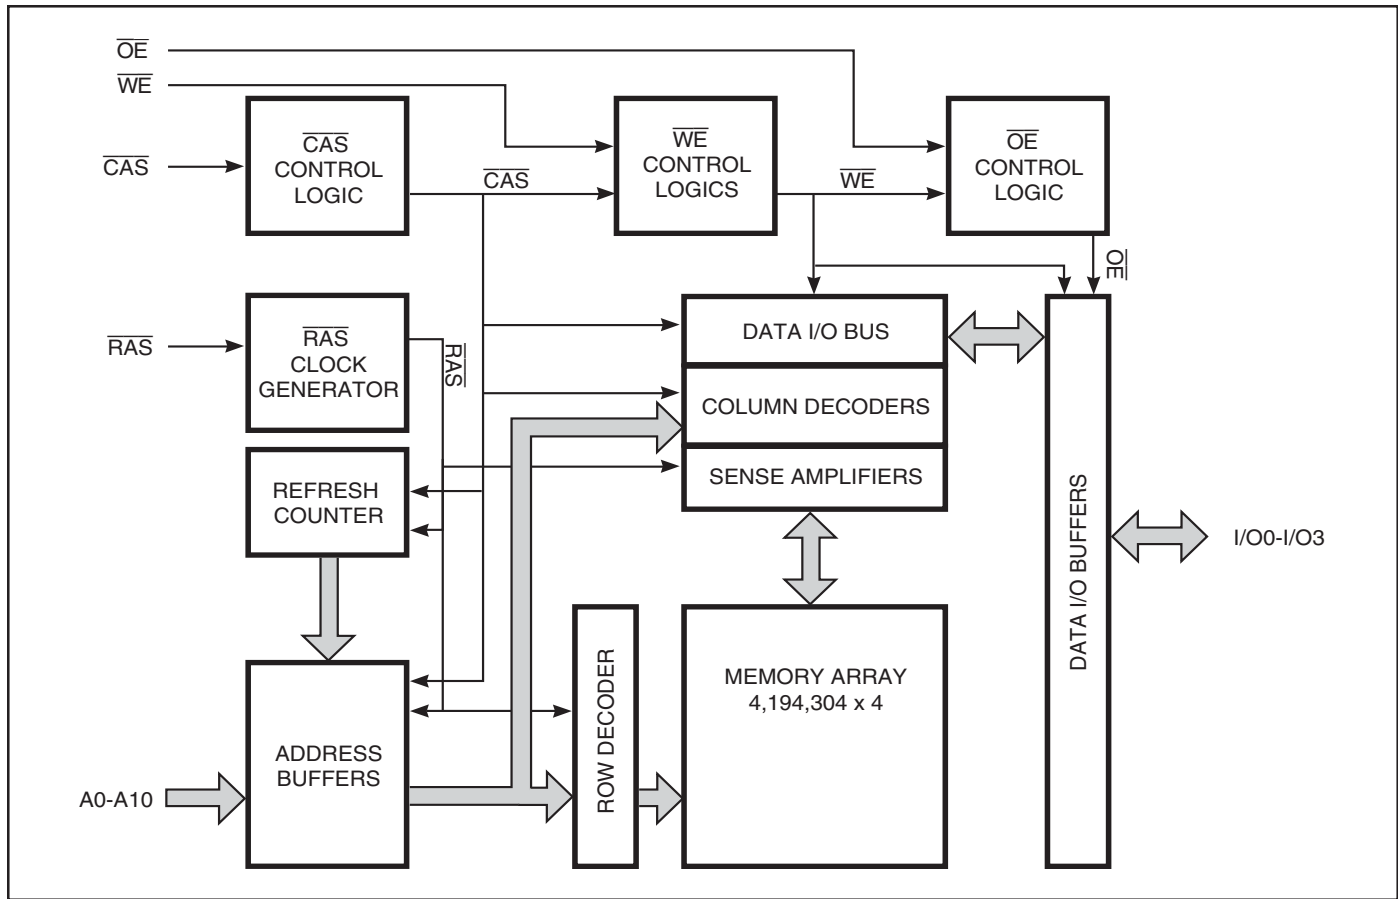 OE
WE
CAS
CAS
CONTROL
LOGIC
CAS
WE
CONTROL
LOGICS
WE
OE
CONTROL
LOGIC
OE
RAS
RAS
CLOCK
GENERATOR
RAS
DATA I/O BUS
COLUMN DECODERS
SENSE AMPLIFIERS
REFRESH
COUNTER
DATA I/O BUFFERS
I/O0-I/O3
ROW DECODER
MEMORY ARRAY
4,194,304 x 4
ADDRESS
BUFFERS
A0-A10